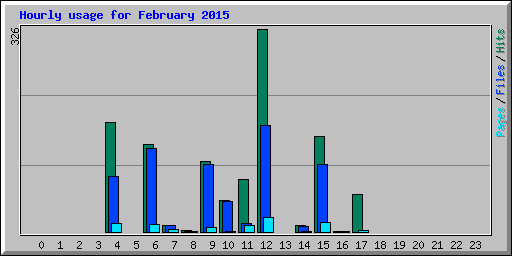 Hourly usage for February 2015
326
Pages/Files/Hits
0 1 2 3 4 5 6 7 8 9 10 11 12 13 14 15 16 17 18 19 20 21 22 23